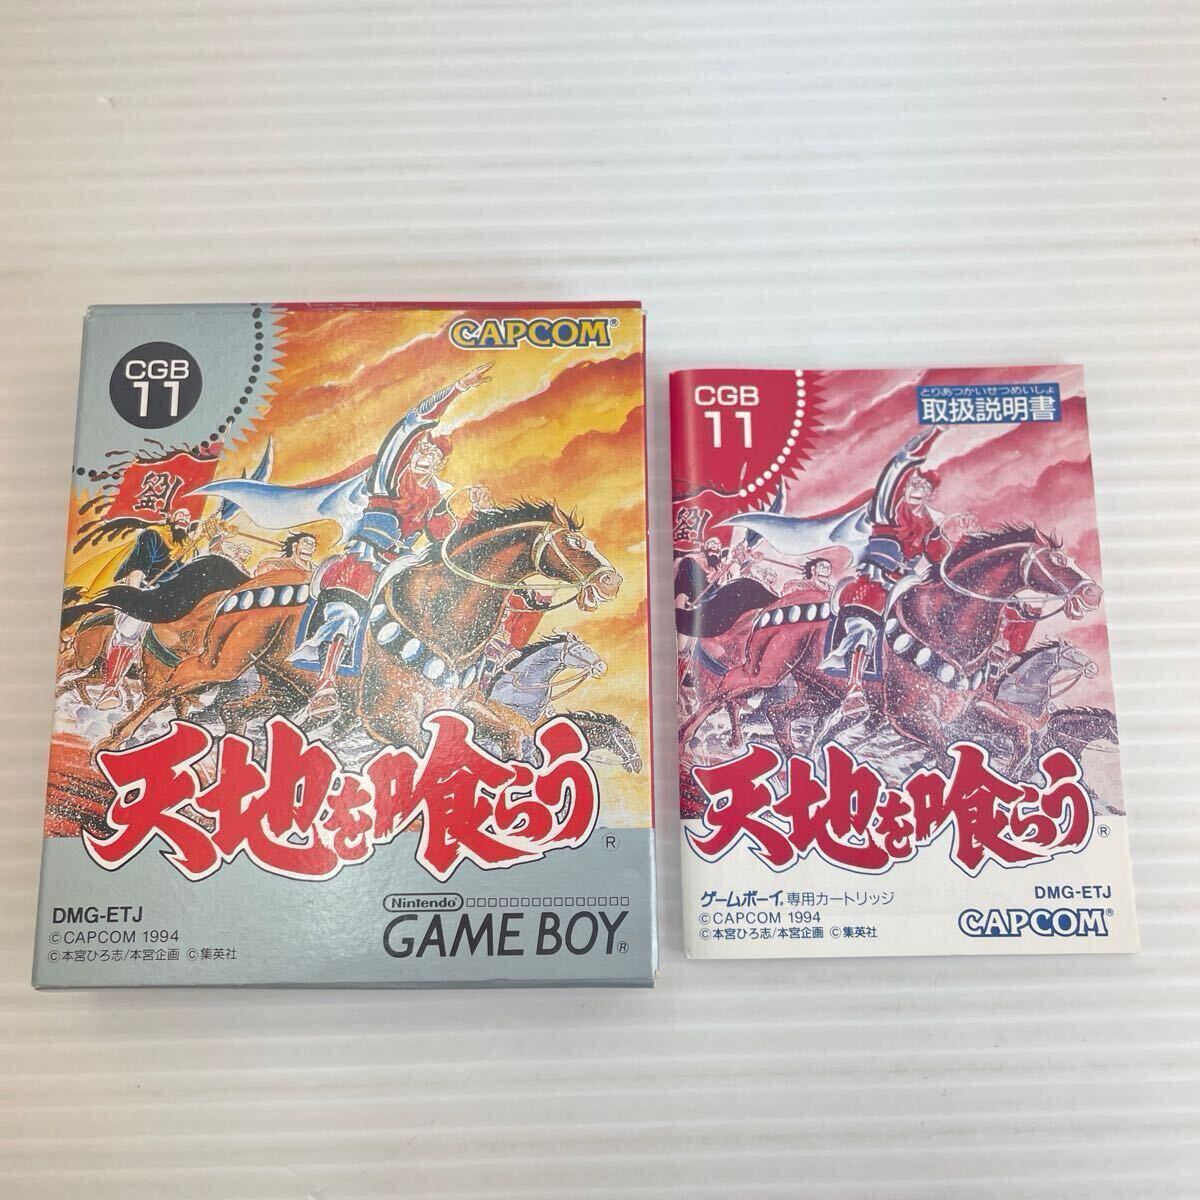 CAPCOM®
CGB
11
劉
天地を喰らう®
DMG-ETJ
©CAPCOM 1994
©本宮ひろ志/本宮企画 ©集英社
Nintendo
GAME BOY®
CGB
11
とりあつかいせつめいしょ
取扱説明書
劉
天地を喰らう®
ゲームボーイ®専用カートリッジ
©CAPCOM 1994
©本宮ひろ志/本宮企画 ©集英社
DMG-ETJ
CAPCOM®